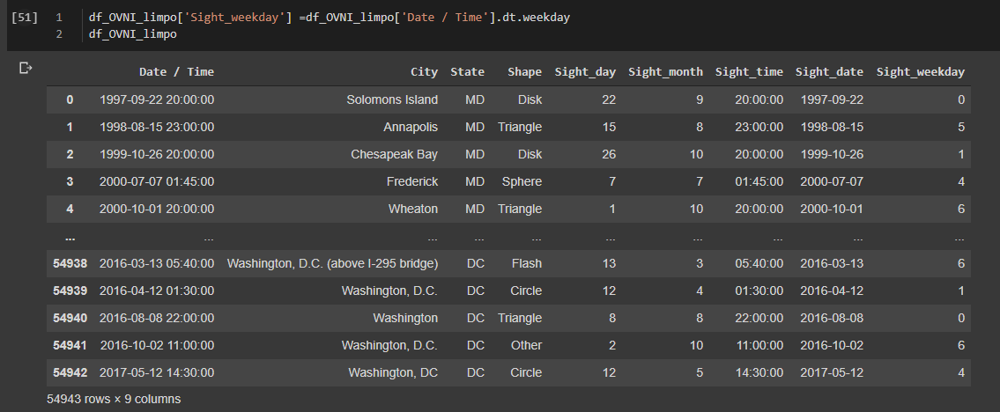 [51] 1 df_OVNI_limpo['Sight_weekday'] =df_OVNI_limpo['Date / Time'].dt.weekday
2 df_OVNI_limpo
Date / Time City State Shape Sight_day Sight_month Sight_time Sight_date Sight_weekday
0 1997-09-22 20:00:00 Solomons Island MD Disk 22 9 20:00:00 1997-09-22 0
1 1998-08-15 23:00:00 Annapolis MD Triangle 15 8 23:00:00 1998-08-15 5
2 1999-10-26 20:00:00 Chesapeak Bay MD Disk 26 10 20:00:00 1999-10-26 1
3 2000-07-07 01:45:00 Frederick MD Sphere 7 7 01:45:00 2000-07-07 4
4 2000-10-01 20:00:00 Wheaton MD Triangle 1 10 20:00:00 2000-10-01 6
... ... ... ... ... ... ... ... ... ...
54938 2016-03-13 05:40:00 Washington, D.C. (above I-295 bridge) DC Flash 13 3 05:40:00 2016-03-13 6
54939 2016-04-12 01:30:00 Washington, D.C. DC Circle 12 4 01:30:00 2016-04-12 1
54940 2016-08-08 22:00:00 Washington DC Triangle 8 8 22:00:00 2016-08-08 0
54941 2016-10-02 11:00:00 Washington, D.C. DC Other 2 10 11:00:00 2016-10-02 6
54942 2017-05-12 14:30:00 Washington, DC DC Circle 12 5 14:30:00 2017-05-12 4
54943 rows × 9 columns